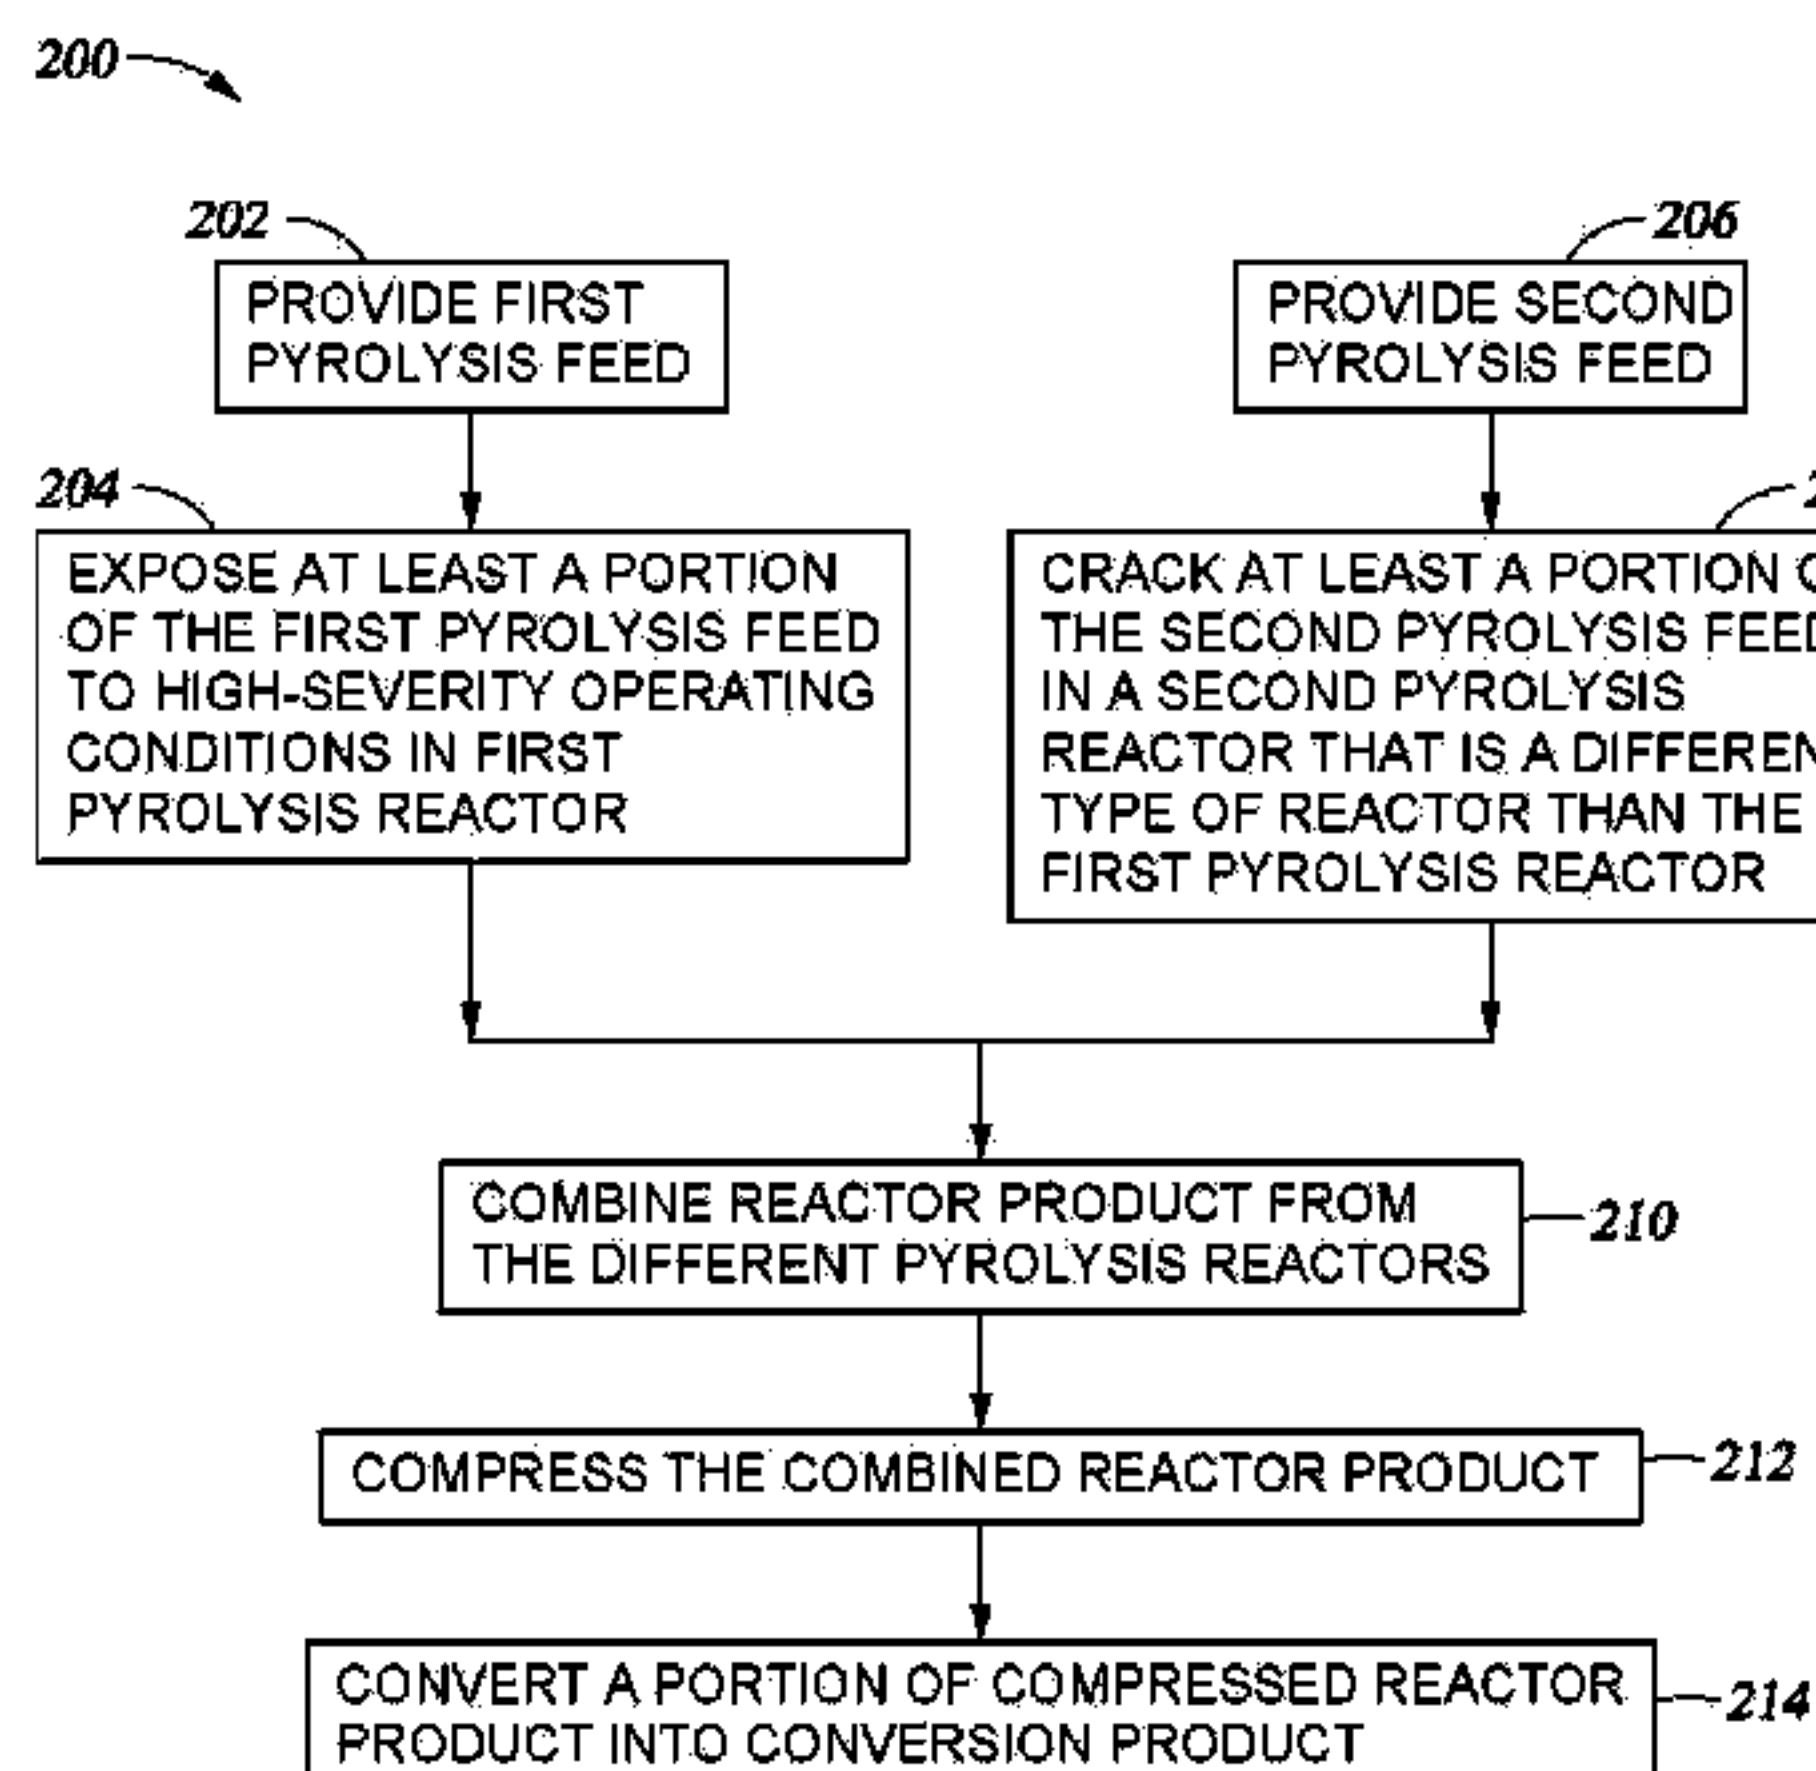 200
202
206
PROVIDE FIRST
PYROLYSIS FEED
PROVIDE SECOND
PYROLYSIS FEED
204
EXPOSE AT LEAST A PORTION
OF THE FIRST PYROLYSIS FEED
TO HIGH-SEVERITY OPERATING
CONDITIONS IN FIRST
PYROLYSIS REACTOR
CRACK AT LEAST A PORTION
THE SECOND PYROLYSIS
IN A SECOND PYROLYSIS
REACTOR THAT IS A
TYPE OF REACTOR THAN THE
FIRST PYROLYSIS REACTOR
COMBINE REACTOR PRODUCT FROM
THE DIFFERENT PYROLYSIS REACTORS
210
COMPRESS THE COMBINED REACTOR PRODUCT
212
CONVERT A PORTION OF COMPRESSED REACTOR
PRODUCT INTO CONVERSION PRODUCT
214